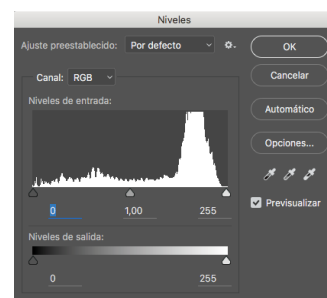 Niveles
Ajuste preestablecido: Por defecto
OK
Canal: RGB
Cancelar
Niveles de entrada:
Automático
Opciones...
0 1,00 255
Previsualizar
Niveles de salida:
0 255